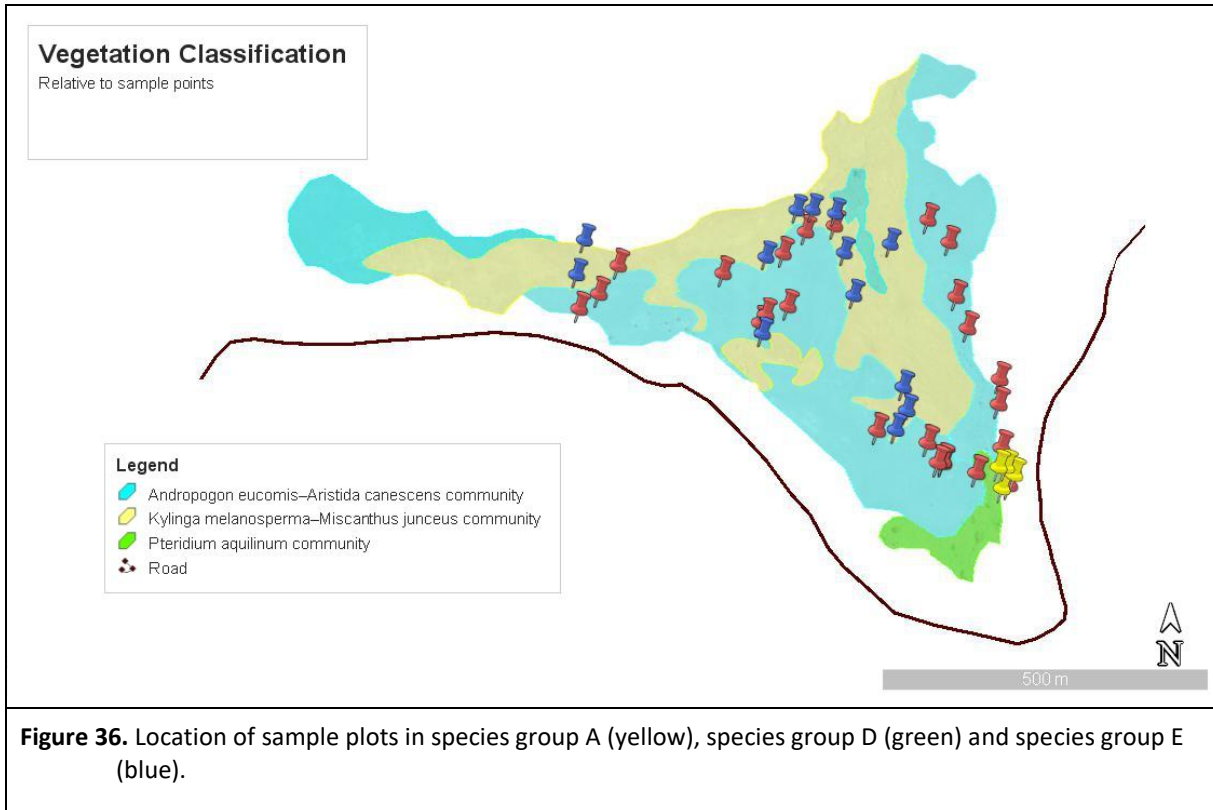 Vegetation Classification
Relative to sample points
Legend
Andropogon eucomis–Aristida canescens community
Kylinga melanosperma–Miscanthus junceus community
Pteridium aquilinum community
Road
N
500 m
Figure 36. Location of sample plots in species group A (yellow), species group D (green) and species group E
(blue).